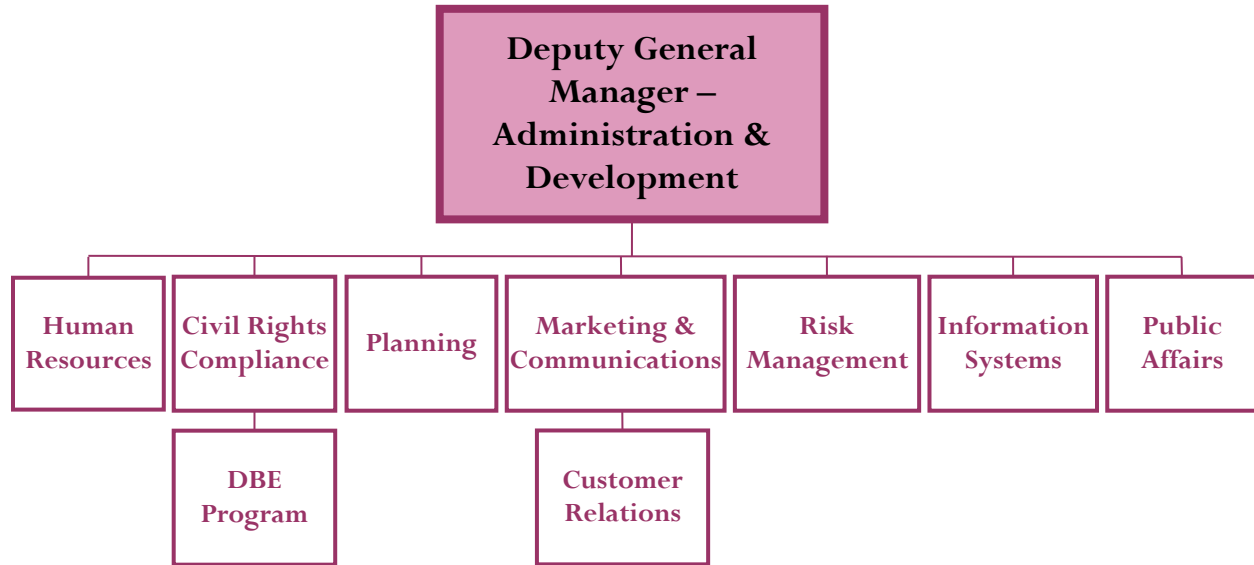 Deputy General
Manager –
Administration &
Development
Human
Resources
Civil Rights
Compliance
Planning
Marketing &
Communications
Risk
Management
Information
Systems
Public
Affairs
DBE
Program
Customer
Relations